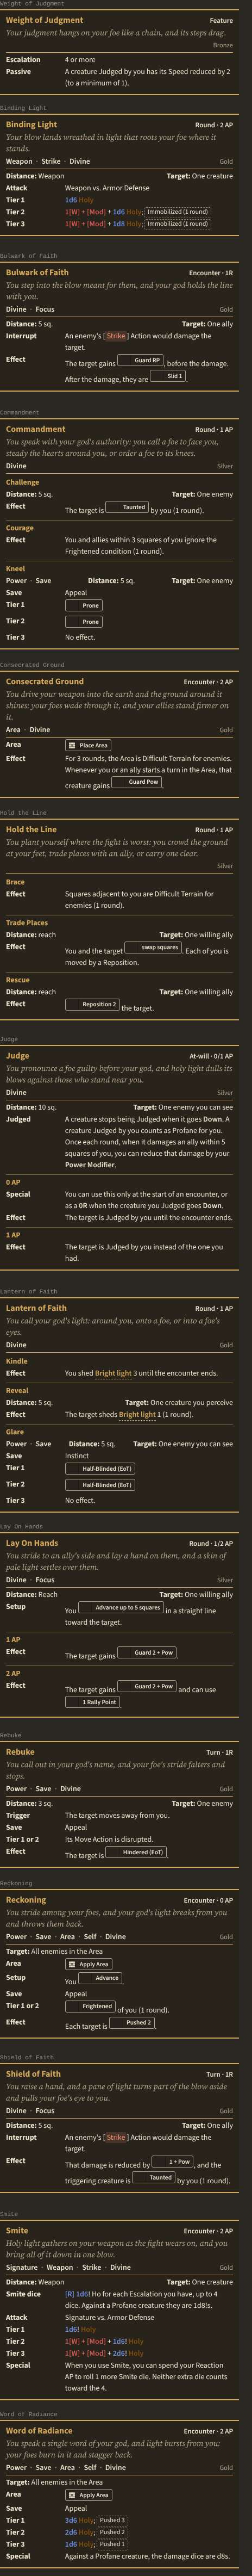 Weight of Judgment
Weight of Judgment Feature
Your judgment hangs on your foe like a chain, and its steps drag.
Bronze
Escalation 4 or more
Passive A creature Judged by you has its Speed reduced by 2
(to a minimum of 1).
Binding Light
Binding Light Round · 2 AP
Your blow lands wreathed in light that roots your foe where it
stands.
Weapon · Strike · Divine Gold
Distance: Weapon Target: One creature
Attack Weapon vs. Armor Defense
Tier 1 1d6 Holy
Tier 2 1[W] + [Mod] + 1d6 Holy; Immobilized (1 round)
Tier 3 1[W] + [Mod] + 1d8 Holy; Immobilized (1 round)
Bulwark of Faith
Bulwark of Faith Encounter · 1R
You step into the blow meant for them, and your god holds the line
with you.
Divine · Focus Gold
Distance: 5 sq. Target: One ally
Interrupt An enemy's [Strike] Action would damage the
target.
Effect The target gains Guard RP, before the damage.
After the damage, they are Slid 1.
Commandment
Commandment Round · 1 AP
You speak with your god's authority: you call a foe to face you,
steady the hearts around you, or order a foe to its knees.
Divine Silver
Challenge
Distance: 5 sq. Target: One enemy
Effect The target is Taunted by you (1 round).
Courage
Effect You and allies within 3 squares of you ignore the
Frightened condition (1 round).
Kneel
Power · Save Distance: 5 sq. Target: One enemy
Save Appeal
Tier 1 Prone
Tier 2 Prone
Tier 3 No effect.
Consecrated Ground
Consecrated Ground Encounter · 2 AP
You drive your weapon into the earth and the ground around it
shines: your foes wade through it, and your allies stand firmer on
it.
Area · Divine Gold
Area Place Area
Effect For 3 rounds, the Area is Difficult Terrain for enemies.
Whenever you or an ally starts a turn in the Area, that
creature gains Guard Pow.
Hold the Line
Hold the Line Round · 1 AP
You plant yourself where the fight is worst: you crowd the ground
at your feet, trade places with an ally, or carry one clear.
Silver
Brace
Effect Squares adjacent to you are Difficult Terrain for
enemies (1 round).
Trade Places
Distance: reach Target: One willing ally
Effect You and the target swap squares. Each of you is
moved by a Reposition.
Rescue
Distance: reach Target: One willing ally
Effect Reposition 2 the target.
Judge
Judge At-will · 0/1 AP
You pronounce a foe guilty before your god, and holy light dulls its
blows against those who stand near you.
Divine Silver
Distance: 10 sq. Target: One enemy you can see
Judged A creature stops being Judged when it goes Down. A
creature Judged by you counts as Profane for you.
Once each round, when it damages an ally within 5
squares of you, you can reduce that damage by your
Power Modifier.
0 AP
Special You can use this only at the start of an encounter, or
as a 0R when the creature you Judged goes Down.
Effect The target is Judged by you until the encounter ends.
1 AP
Effect The target is Judged by you instead of the one you
had.
Lantern of Faith
Lantern of Faith Round · 1 AP
You call your god's light: around you, onto a foe, or into a foe's
eyes.
Divine Silver
Kindle
Effect You shed Bright light 3 until the encounter ends.
Reveal
Distance: 5 sq. Target: One creature you perceive
Effect The target sheds Bright light 1 (1 round).
Glare
Power · Save Distance: 5 sq. Target: One enemy you can see
Save Instinct
Tier 1 Half-Blinded (EoT)
Tier 2 Half-Blinded (EoT)
Tier 3 No effect.
Lay On Hands
Lay On Hands Round · 1/2 AP
You stride to an ally's side and lay a hand on them, and a skin of
pale light settles over them.
Divine · Focus Silver
Distance: Reach Target: One willing ally
Setup You Advance up to 5 squares in a straight line
toward the target.
1 AP
Effect The target gains Guard 2 + Pow.
2 AP
Effect The target gains Guard 2 + Pow and can use
1 Rally Point.
Rebuke
Rebuke Turn · 1R
You call out in your god's name, and your foe's stride falters and
stops.
Power · Save · Divine Gold
Distance: 3 sq. Target: One enemy
Trigger The target moves away from you.
Save Appeal
Tier 1 or 2 Its Move Action is disrupted.
Effect The target is Hindered (EoT).
Reckoning
Reckoning Encounter · 0 AP
You stride among your foes, and your god's light breaks from you
and throws them back.
Power · Save · Area · Self · Divine Gold
Target: All enemies in the Area
Area Apply Area
Setup You Advance.
Save Appeal
Tier 1 or 2 Frightened of you (1 round).
Effect Each target is Pushed 2.
Shield of Faith
Shield of Faith Turn · 1R
You raise a hand, and a pane of light turns part of the blow aside
and pulls your foe's eye to you.
Divine · Focus Gold
Distance: 5 sq. Target: One ally
Interrupt An enemy's [Strike] Action would damage the
target.
Effect That damage is reduced by 1 + Pow, and the
triggering creature is Taunted by you (1 round).
Smite
Smite Encounter · 2 AP
Holy light gathers on your weapon as the fight wears on, and you
bring all of it down in one blow.
Signature · Weapon · Strike · Divine Gold
Distance: Weapon Target: One creature
Smite dice [R] 1d6! Ho for each Escalation you have, up to 4
dice. Against a Profane creature they are 1d8!s.
Attack Signature vs. Armor Defense
Tier 1 1d6! Holy
Tier 2 1[W] + [Mod] + 1d6! Holy
Tier 3 1[W] + [Mod] + 2d6! Holy
Special When you use Smite, you can spend your Reaction
AP to roll 1 more Smite die. Neither extra die counts
toward the 4.
Word of Radiance
Word of Radiance Encounter · 2 AP
You speak a single word of your god, and light bursts from you:
your foes burn in it and stagger back.
Power · Save · Area · Self · Divine Gold
Target: All enemies in the Area
Area Apply Area
Save Appeal
Tier 1 3d6 Holy; Pushed 3
Tier 2 2d6 Holy; Pushed 2
Tier 3 1d6 Holy; Pushed 1
Special Against a Profane creature, the damage dice are d8s.